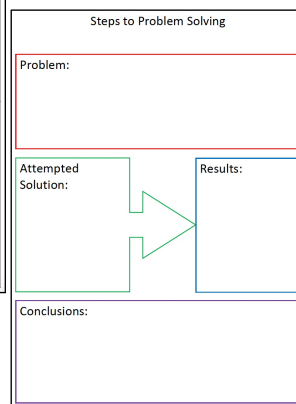 Steps to Problem Solving
Problem:
Attempted
Solution:
Results:
Conclusions: